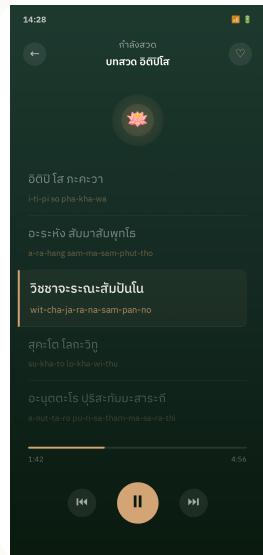 14:28
กำลังสวด
บทสวด อิติปิโส
อิติปิ โส ภะคะวา
i-ti-pi so pha-kha-wa
อะระหัง สัมมาสัมพุทโธ
a-ra-hang sam-ma-sam-phut-tho
วิชชาจะระณะสัมปันโน
wit-cha-ja-ra-na-sam-pan-no
สุคะโต โลกะวิทู
su-kha-to lo-kha-wi-thu
อะนุตตะโร ปุริสะทัมมะสาระถิ
a-nut-ta-ro pu-ri-sa-tham-ma-sa-ra-thi
1:42
4:56